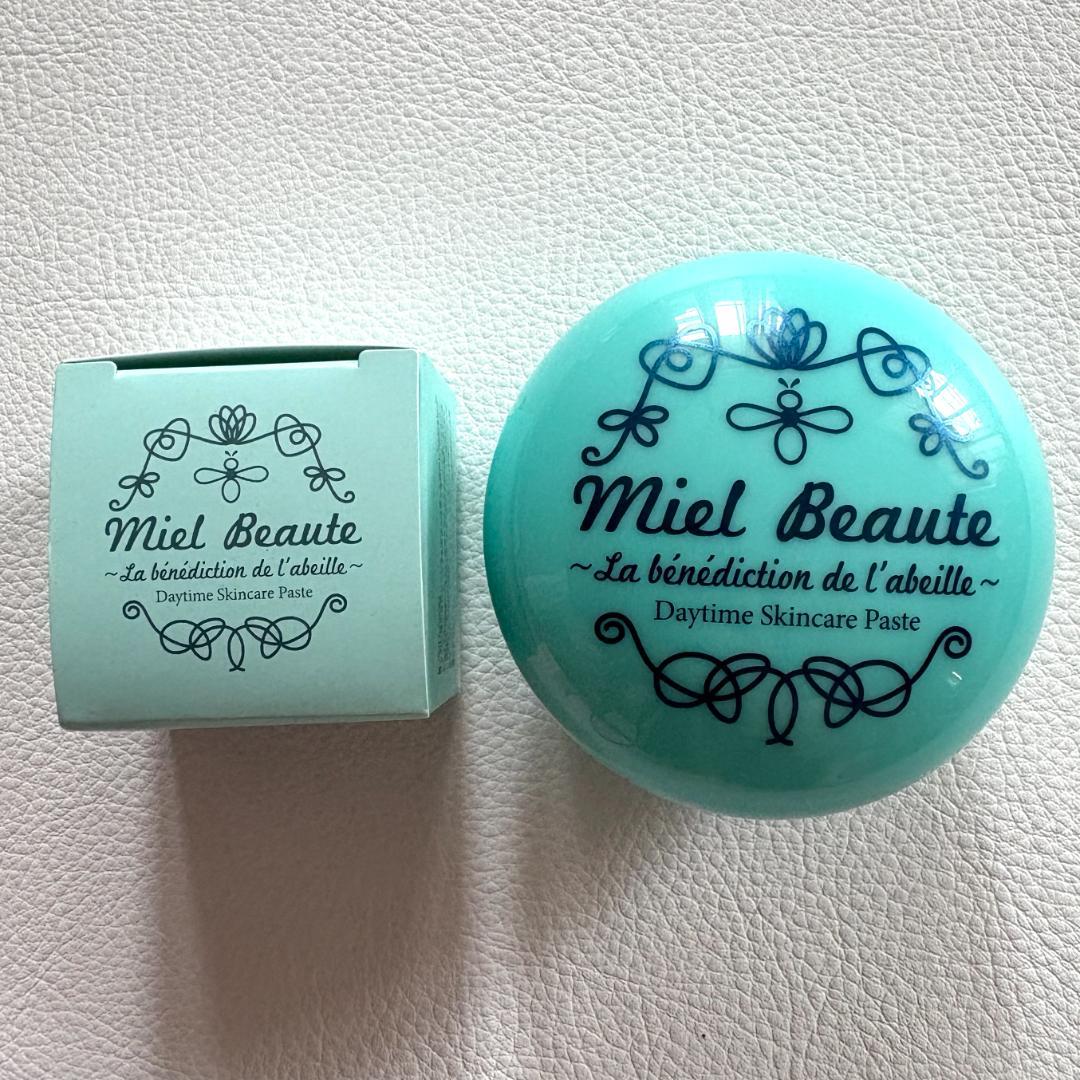 Miel Beaute
~La bénédiction de l'abeille~
Daytime Skincare Paste
Miel Beaute
~La bénédiction de l'abeille~
Daytime Skincare Paste